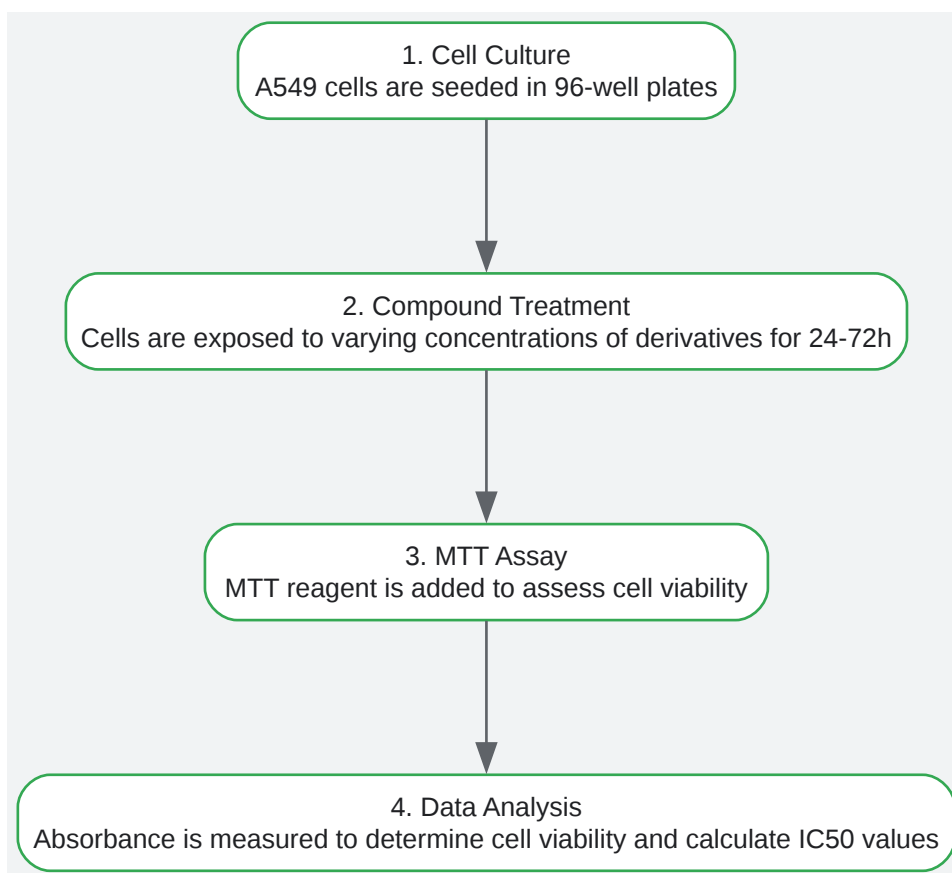 1. Cell Culture
A549 cells are seeded in 96-well plates
2. Compound Treatment
Cells are exposed to varying concentrations of derivatives for 24-72h
3. MTT Assay
MTT reagent is added to assess cell viability
4. Data Analysis
Absorbance is measured to determine cell viability and calculate IC50 values